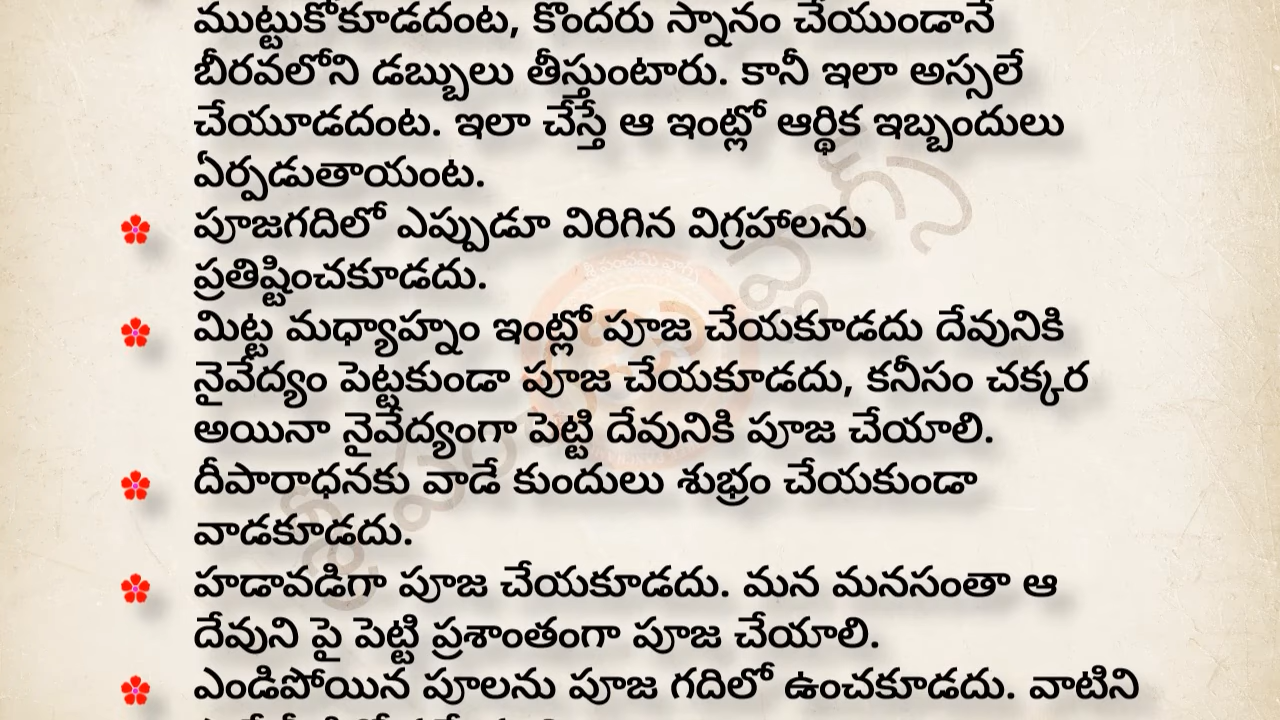 ముట్టుకోకూడదంట, కొందరు స్నానం చేయుండానే
బీరవలోని డబ్బులు తీస్తుంటారు. కానీ ఇలా అస్సలే
చేయూడదంట. ఇలా చేస్తే ఆ ఇంట్లో ఆర్థిక ఇబ్బందులు
ఏర్పడుతాయంట.
పూజగదిలో ఎప్పుడూ విరిగిన విగ్రహాలను
ప్రతిష్టించకూడదు.
మిట్ట మధ్యాహ్నం ఇంట్లో పూజ చేయకూడదు దేవునికి
నైవేద్యం పెట్టకుండా పూజ చేయకూడదు, కనీసం చక్కర
అయినా నైవేద్యంగా పెట్టి దేవునికి పూజ చేయాలి.
దీపారాధనకు వాడే కుందులు శుభ్రం చేయకుండా
వాడకూడదు.
హడావడిగా పూజ చేయకూడదు. మన మనసంతా ఆ
దేవుని పై పెట్టి ప్రశాంతంగా పూజ చేయాలి.
ఎండిపోయిన పూలను పూజ గదిలో ఉంచకూడదు. వాటిని